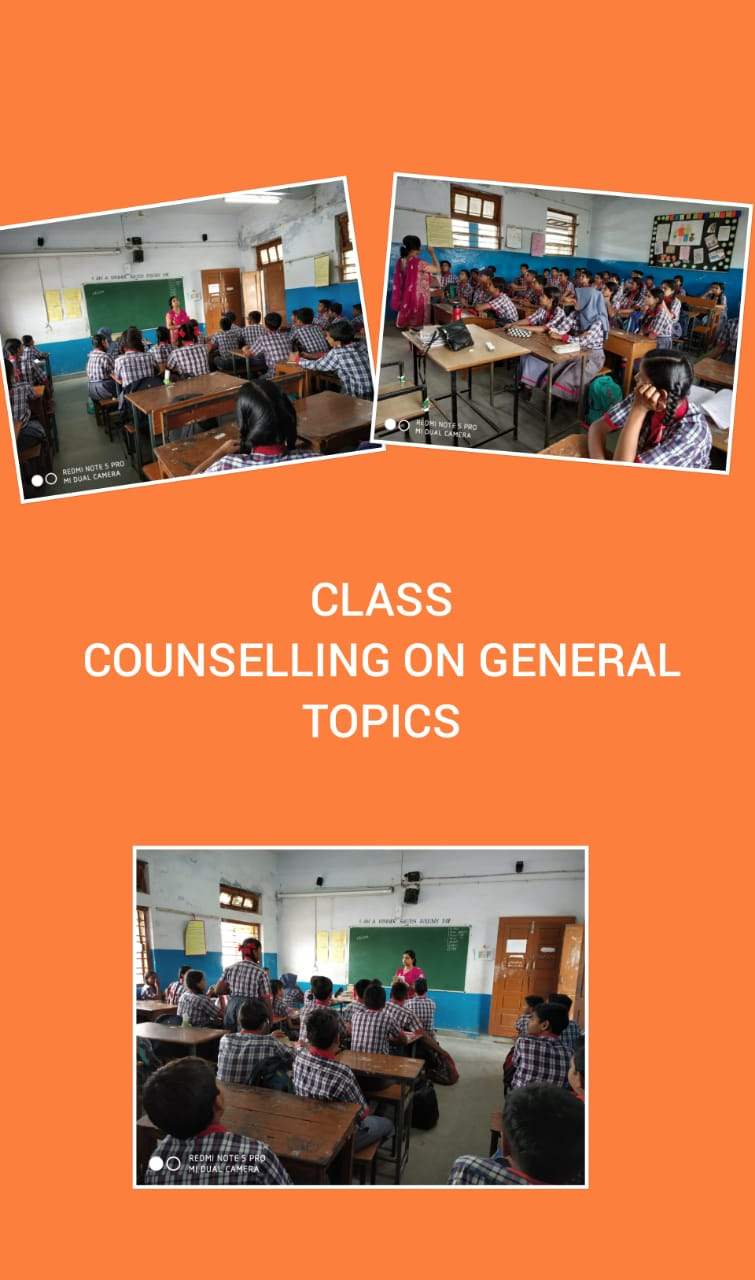 REDMI NOTE 5 PRO
MI DUAL CAMERA
REDMI NOTE 5 PRO
MI DUAL CAMERA
CLASS
COUNSELLING ON GENERAL
TOPICS
REDMI NOTE 5 PRO
MI DUAL CAMERA